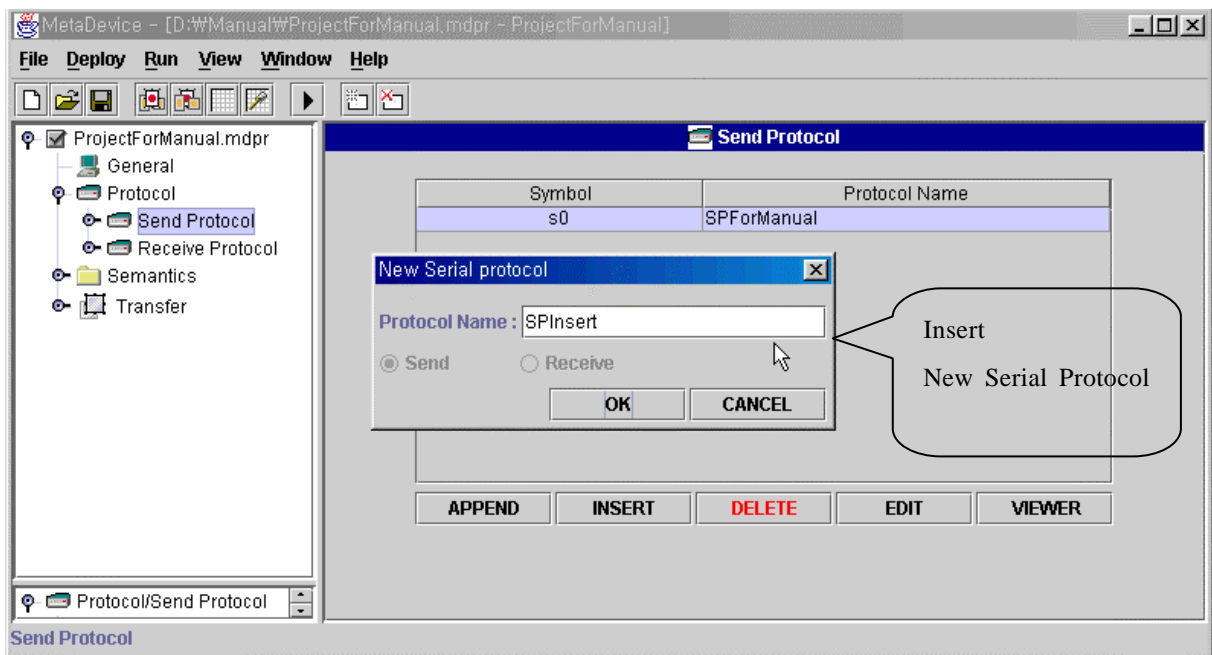 MetaDevice - [D:₩Manual₩ProjectForManual.mdpr - ProjectForManual]
File Deploy Run View Window Help
ProjectForManual.mdpr
General
Protocol
Send Protocol
Receive Protocol
Semantics
Transfer
Protocol/Send Protocol
Send Protocol
Symbol Protocol Name
s0 SPForManual
New Serial protocol
Protocol Name : SPInsert
Send Receive
OK CANCEL
Insert
New Serial Protocol
APPEND INSERT DELETE EDIT VIEWER
Send Protocol